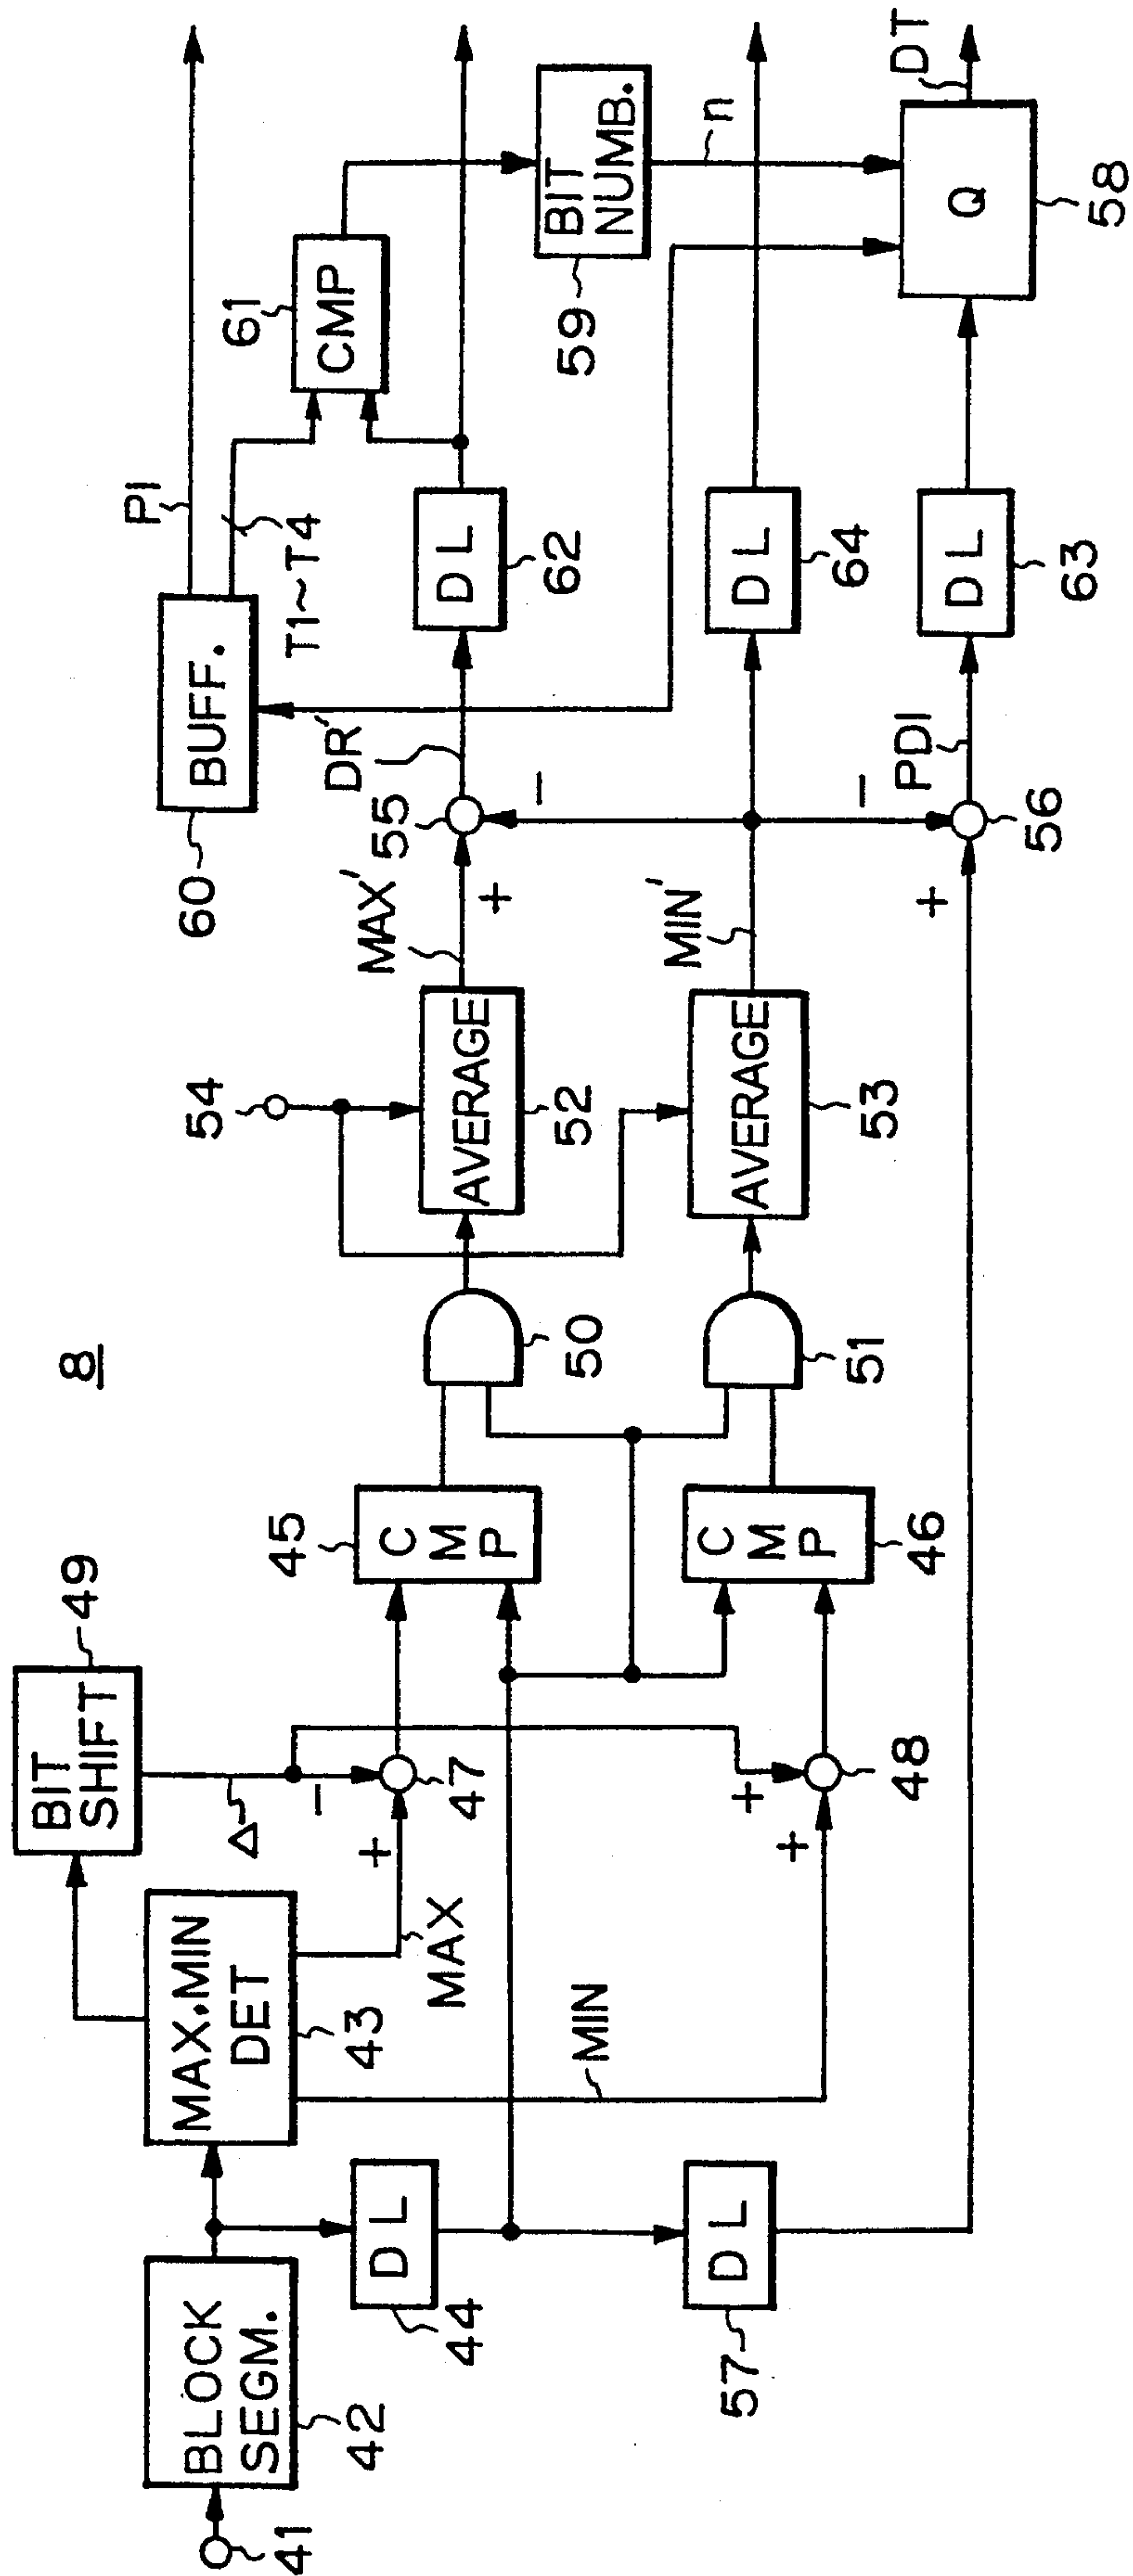 8
41
BLOCK
SEGM.
42
MAX.MIN
DET
43
BIT
SHIFT
49
Δ
−
+
47
MAX
MIN
+
+
48
DL
44
DL
57
45
CMP
CMP
46
50
51
54
AVERAGE
52
AVERAGE
53
MAX'
+
55
DR'
−
MIN'
−
+
56
PDI
60
BUFF.
PI
T1~T4
61
CMP
DL
62
DL
64
DL
63
BIT
NUMB.
59
n
Q
58
DT